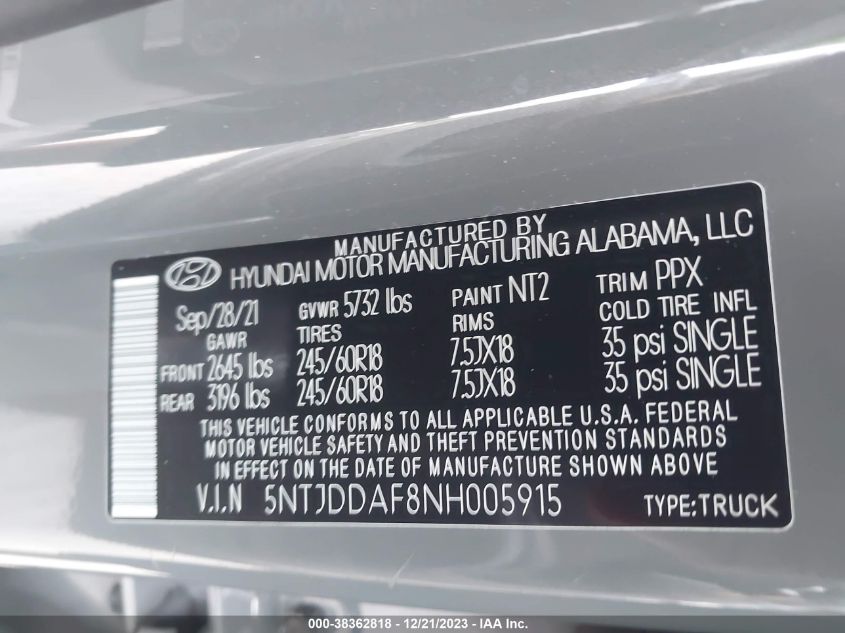 MANUFACTURED BY
HYUNDAI MOTOR MANUFACTURING ALABAMA, LLC
Sep/28/21 GVWR 5732 lbs PAINT NT2 TRIM PPX
GAWR TIRES RIMS COLD TIRE INFL
FRONT 2645 lbs 245/60R18 7.5JX18 35 psi SINGLE
REAR 3196 lbs 245/60R18 7.5JX18 35 psi SINGLE
THIS VEHICLE CONFORMS TO ALL APPLICABLE U.S.A. FEDERAL
MOTOR VEHICLE SAFETY AND THEFT PREVENTION STANDARDS
IN EFFECT ON THE DATE OF MANUFACTURE SHOWN ABOVE
V.I.N 5NTJDDAF8NH005915 TYPE:TRUCK
000-38362818 - 12/21/2023 - IAA Inc.